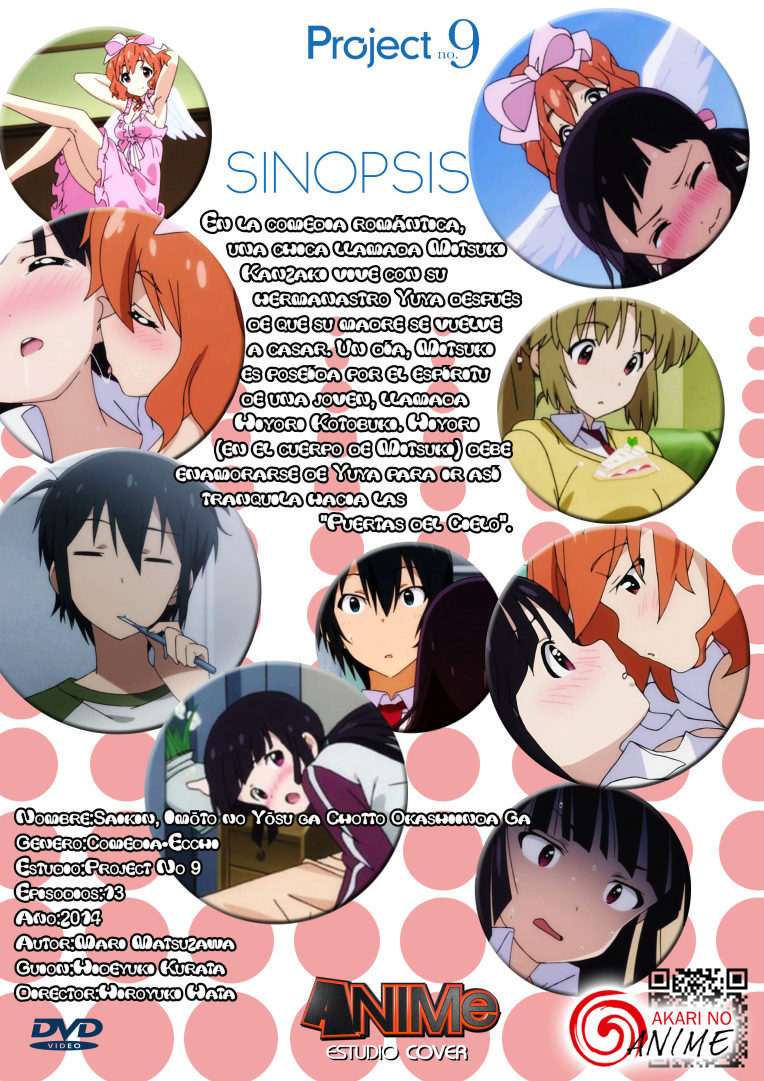 Project no.9
SINOPSIS
En la comedia romántica,
una chica llamada Mitsuki
Kanzaki vive con su
hermanastro Yuya después
de que su madre se vuelve
a casar. Un día, Mitsuki
es poseída por el espíritu
de una joven, llamada
Hiyori Kotobuki. Hiyori
(en el cuerpo de Mitsuki) debe
enamorarse de Yuya para ir así
tranquila hacia las
"Puertas del Cielo".
Nombre:Saikin, Imōto no Yōsu ga Chotto Okashiinda Ga
Genero:Comedia-Ecchi
Estudio:Project No 9
Episodios:13
Ano:2014
Autor:Mari Matsuzawa
Guion:Hideyuki Kurata
Director:Hiroyuki Hata
DVD
VIDEO
ANIMe
ESTUDIO COVER
AKARI NO
ANIME